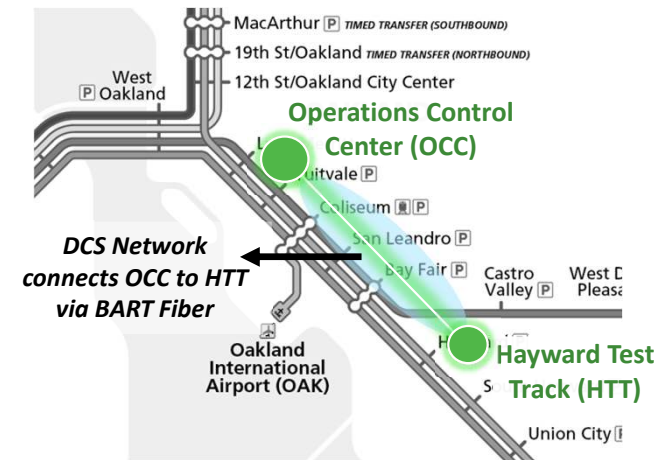 MacArthur P TIMED TRANSFER (SOUTHBOUND)
19th St/Oakland TIMED TRANSFER (NORTHBOUND)
12th St/Oakland City Center
West
P Oakland
Operations Control
Center (OCC)
P
Coliseum P
San Leandro P
Bay Fair P
Castro
Valley P
West
DCS Network
connects OCC to HTT
via BART Fiber
Oakland
International
Airport (OAK)
Hayward Test
Track (HTT)
Union City